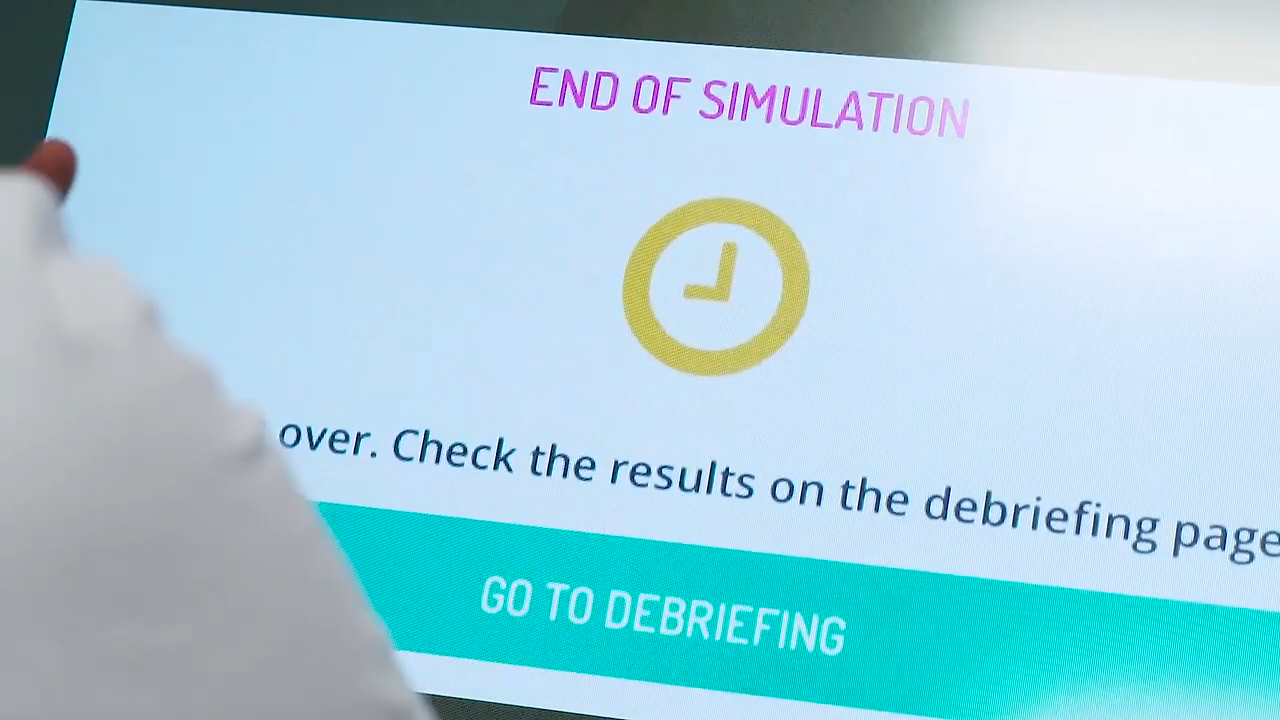 END OF SIMULATION
over. Check the results on the debriefing page
GO TO DEBRIEFING